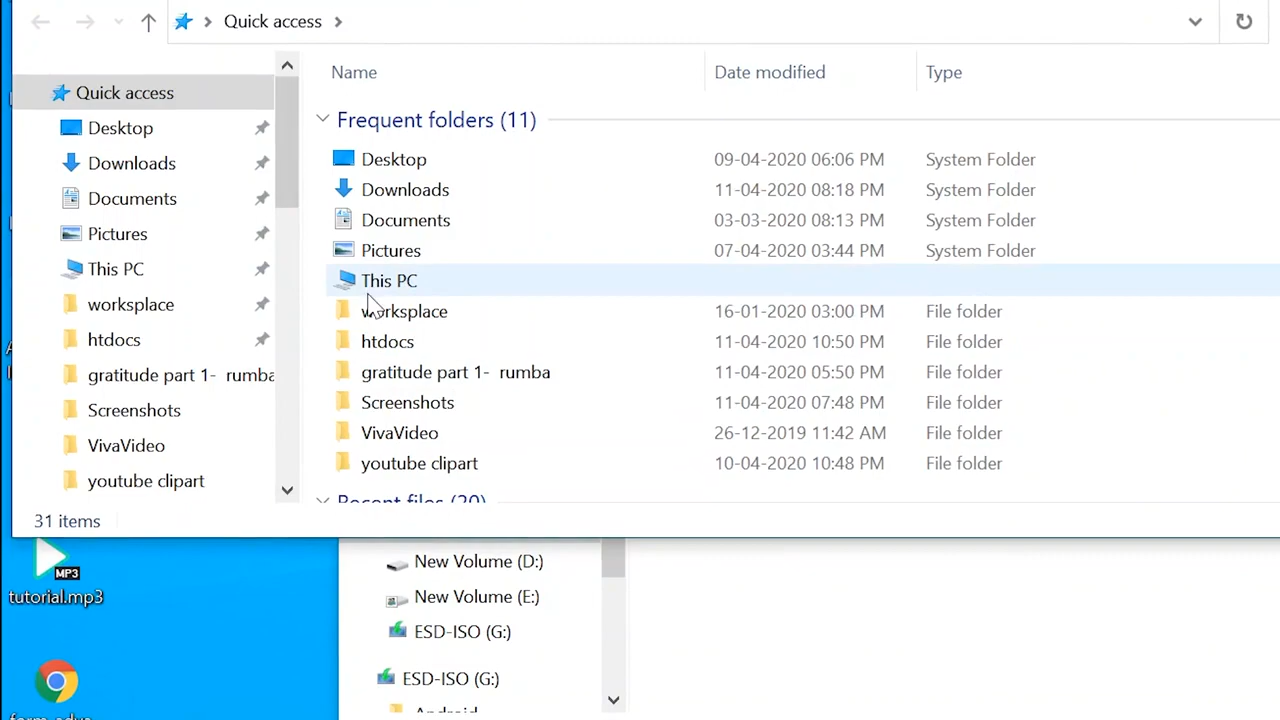 Quick access
Name Date modified Type
Quick access
Desktop
Downloads
Documents
Pictures
This PC
worksplace
htdocs
gratitude part 1-  rumba
Screenshots
VivaVideo
youtube clipart
Frequent folders (11)
Desktop 09-04-2020 06:06 PM System Folder
Downloads 11-04-2020 08:18 PM System Folder
Documents 03-03-2020 08:13 PM System Folder
Pictures 07-04-2020 03:44 PM System Folder
This PC
worksplace 16-01-2020 03:00 PM File folder
htdocs 11-04-2020 10:50 PM File folder
gratitude part 1-  rumba 11-04-2020 05:50 PM File folder
Screenshots 11-04-2020 07:48 PM File folder
VivaVideo 26-12-2019 11:42 AM File folder
youtube clipart 10-04-2020 10:48 PM File folder
Recent files (20)
31 items
MP3
tutorial.mp3
New Volume (D:)
New Volume (E:)
ESD-ISO (G:)
ESD-ISO (G:)
Android